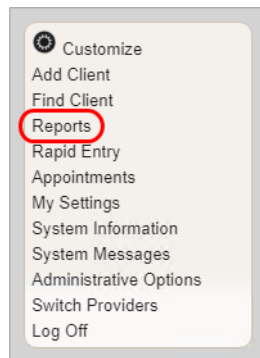 Customize
Add Client
Find Client
Reports
Rapid Entry
Appointments
My Settings
System Information
System Messages
Administrative Options
Switch Providers
Log Off